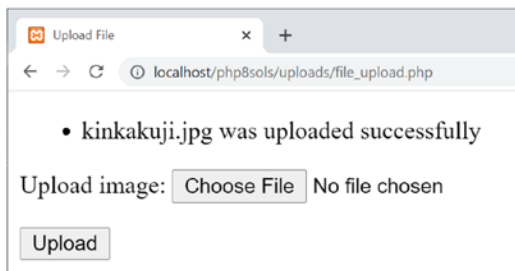 Upload File
localhost/php8sols/uploads/file_upload.php
• kinkakuji.jpg was uploaded successfully
Upload image: Choose File No file chosen
Upload